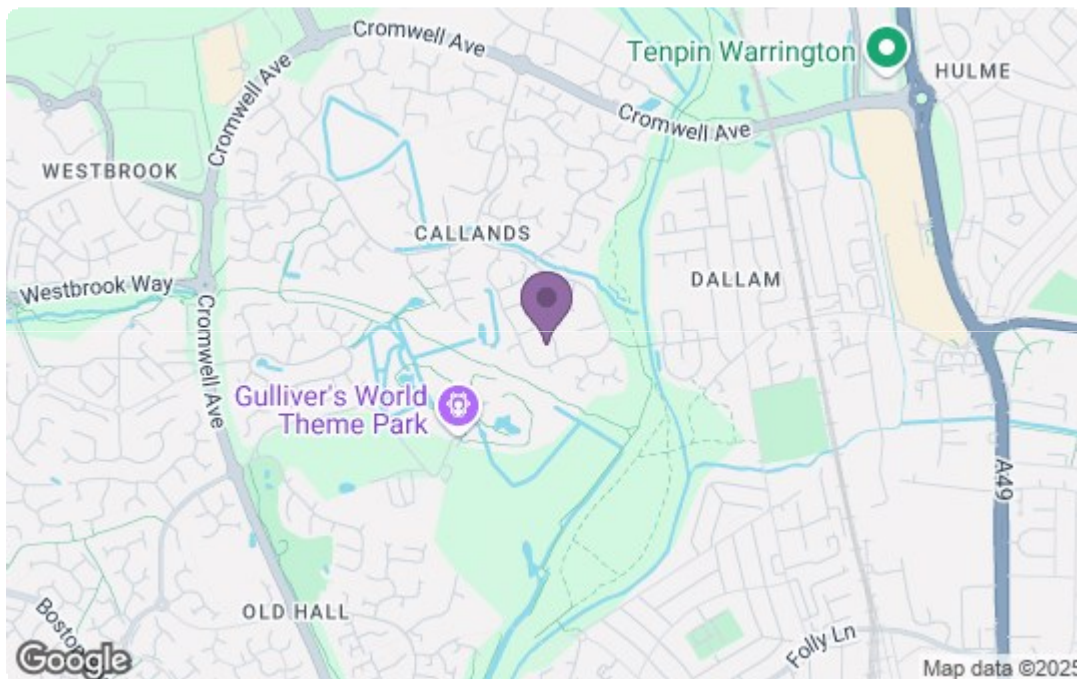 Cromwell Ave
Tenpin Warrington
HULME
Cromwell Ave
Cromwell Ave
WESTBROOK
CALLANDS
DALLAM
Westbrook Way
Cromwell Ave
Gulliver's World
Theme Park
A49
OLD HALL
Boston
Folly Ln
Google
Map data ©2025